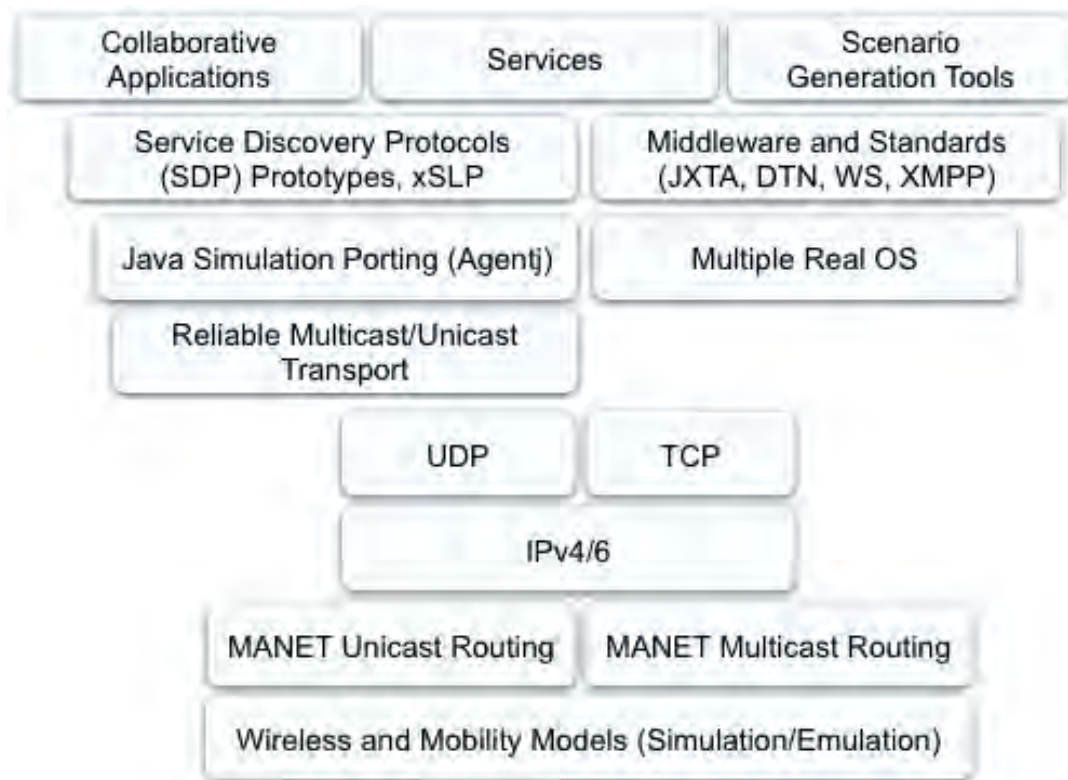 Collaborative
Applications
Services
Scenario
Generation Tools
Service Discovery Protocols
(SDP) Prototypes, xSLP
Middleware and Standards
(JXTA, DTN, WS, XMPP)
Java Simulation Porting (Agentj)
Multiple Real OS
Reliable Multicast/Unicast
Transport
UDP
TCP
IPv4/6
MANET Unicast Routing
MANET Multicast Routing
Wireless and Mobility Models (Simulation/Emulation)